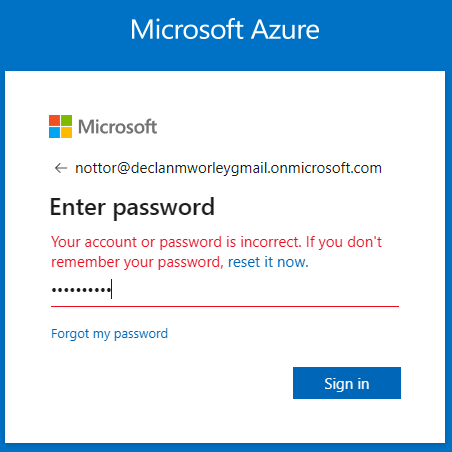 Microsoft Azure
Microsoft
← nottor@declanmworleygmail.onmicrosoft.com
Enter password
Your account or password is incorrect. If you don't
remember your password, reset it now.
••••••••••
Forgot my password
Sign in